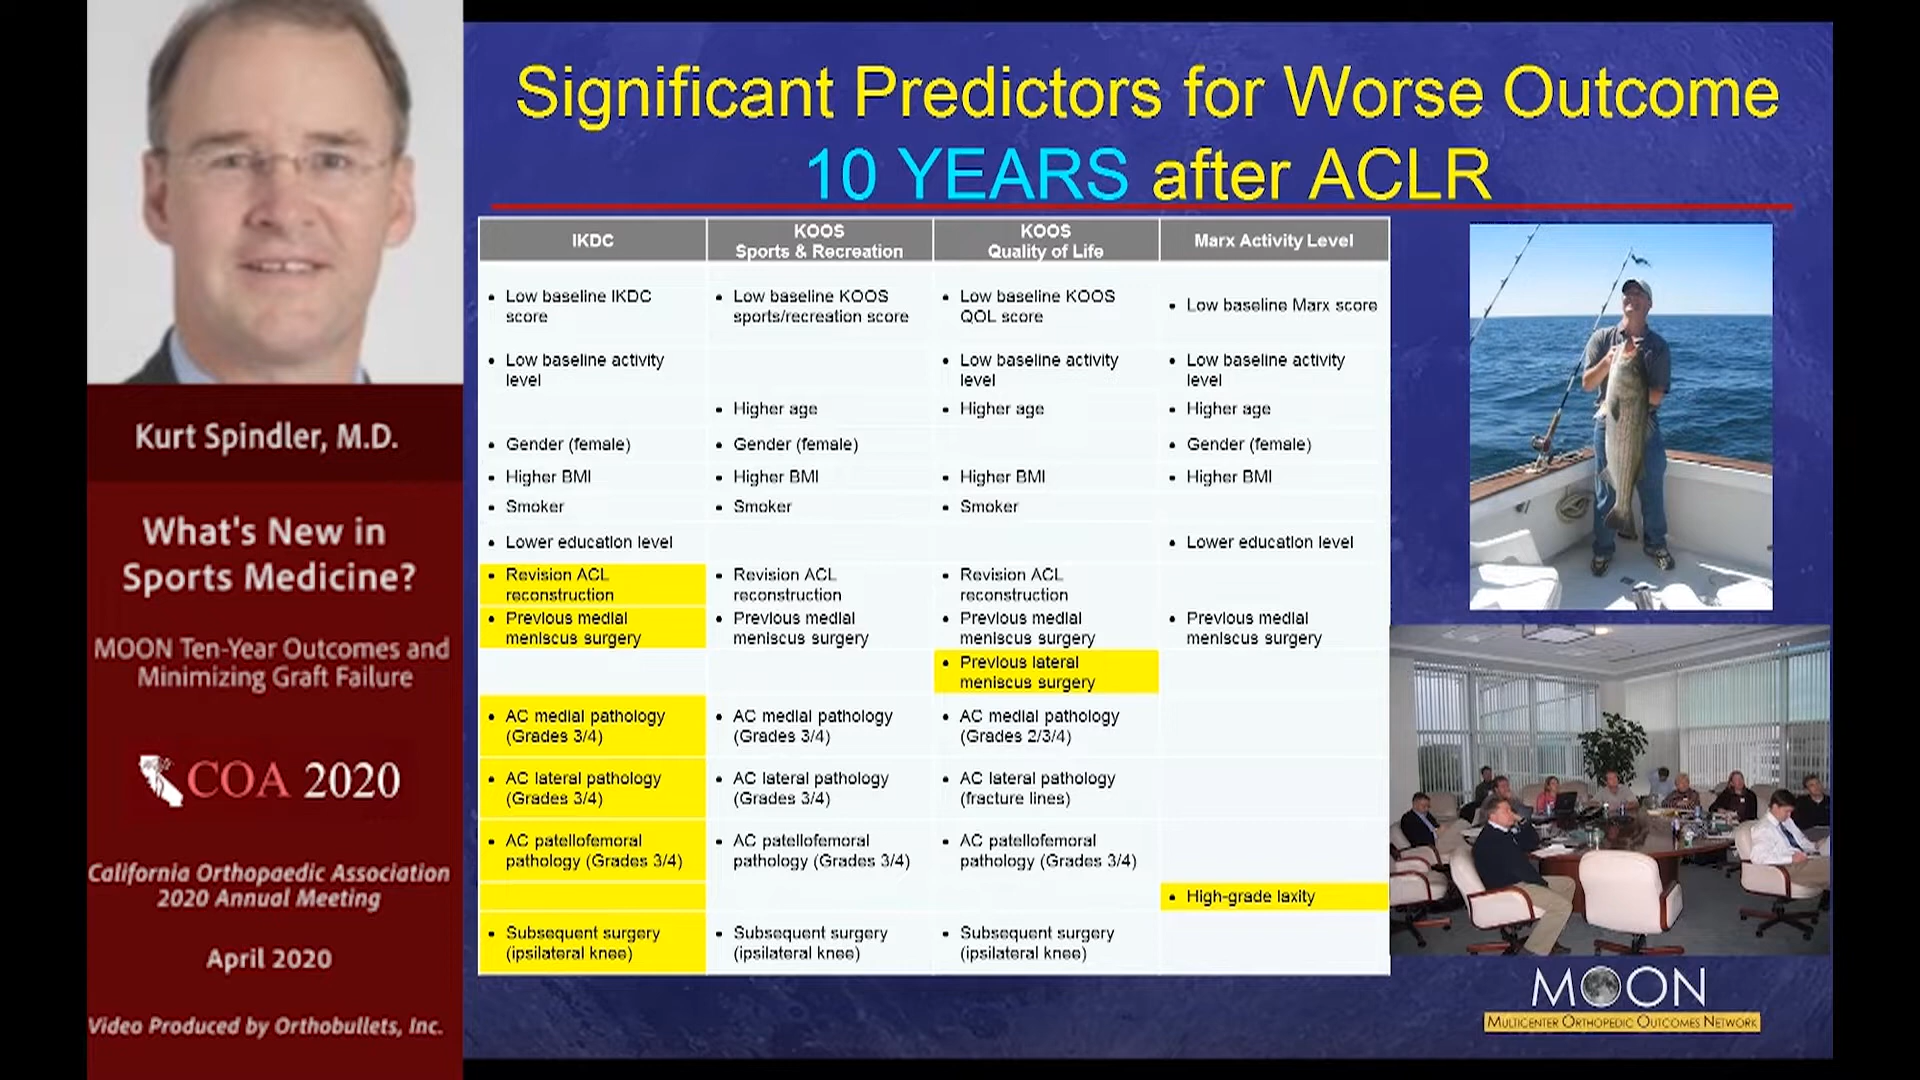 Kurt Spindler, M.D.
What's New in
Sports Medicine?
MOON Ten-Year Outcomes and
Minimizing Graft Failure
COA 2020
California Orthopaedic Association
2020 Annual Meeting
April 2020
Video Produced by Orthobullets, Inc.
Significant Predictors for Worse Outcome
10 YEARS after ACLR
IKDC
KOOS
Sports & Recreation
KOOS
Quality of Life
Marx Activity Level
• Low baseline IKDC
score
• Low baseline KOOS
sports/recreation score
• Low baseline KOOS
QOL score
• Low baseline Marx score
• Low baseline activity
level
• Low baseline activity
level
• Low baseline activity
level
• Higher age
• Higher age
• Higher age
• Gender (female)
• Gender (female)
• Gender (female)
• Higher BMI
• Higher BMI
• Higher BMI
• Higher BMI
• Smoker
• Smoker
• Smoker
• Lower education level
• Lower education level
• Revision ACL
reconstruction
• Revision ACL
reconstruction
• Revision ACL
reconstruction
• Previous medial
meniscus surgery
• Previous medial
meniscus surgery
• Previous medial
meniscus surgery
• Previous medial
meniscus surgery
• Previous lateral
meniscus surgery
• AC medial pathology
(Grades 3/4)
• AC medial pathology
(Grades 3/4)
• AC medial pathology
(Grades 2/3/4)
• AC lateral pathology
(Grades 3/4)
• AC lateral pathology
(Grades 3/4)
• AC lateral pathology
(fracture lines)
• AC patellofemoral
pathology (Grades 3/4)
• AC patellofemoral
pathology (Grades 3/4)
• AC patellofemoral
pathology (Grades 3/4)
• High-grade laxity
• Subsequent surgery
(ipsilateral knee)
• Subsequent surgery
(ipsilateral knee)
• Subsequent surgery
(ipsilateral knee)
MOON
MULTICENTER ORTHOPEDIC OUTCOMES NETWORK